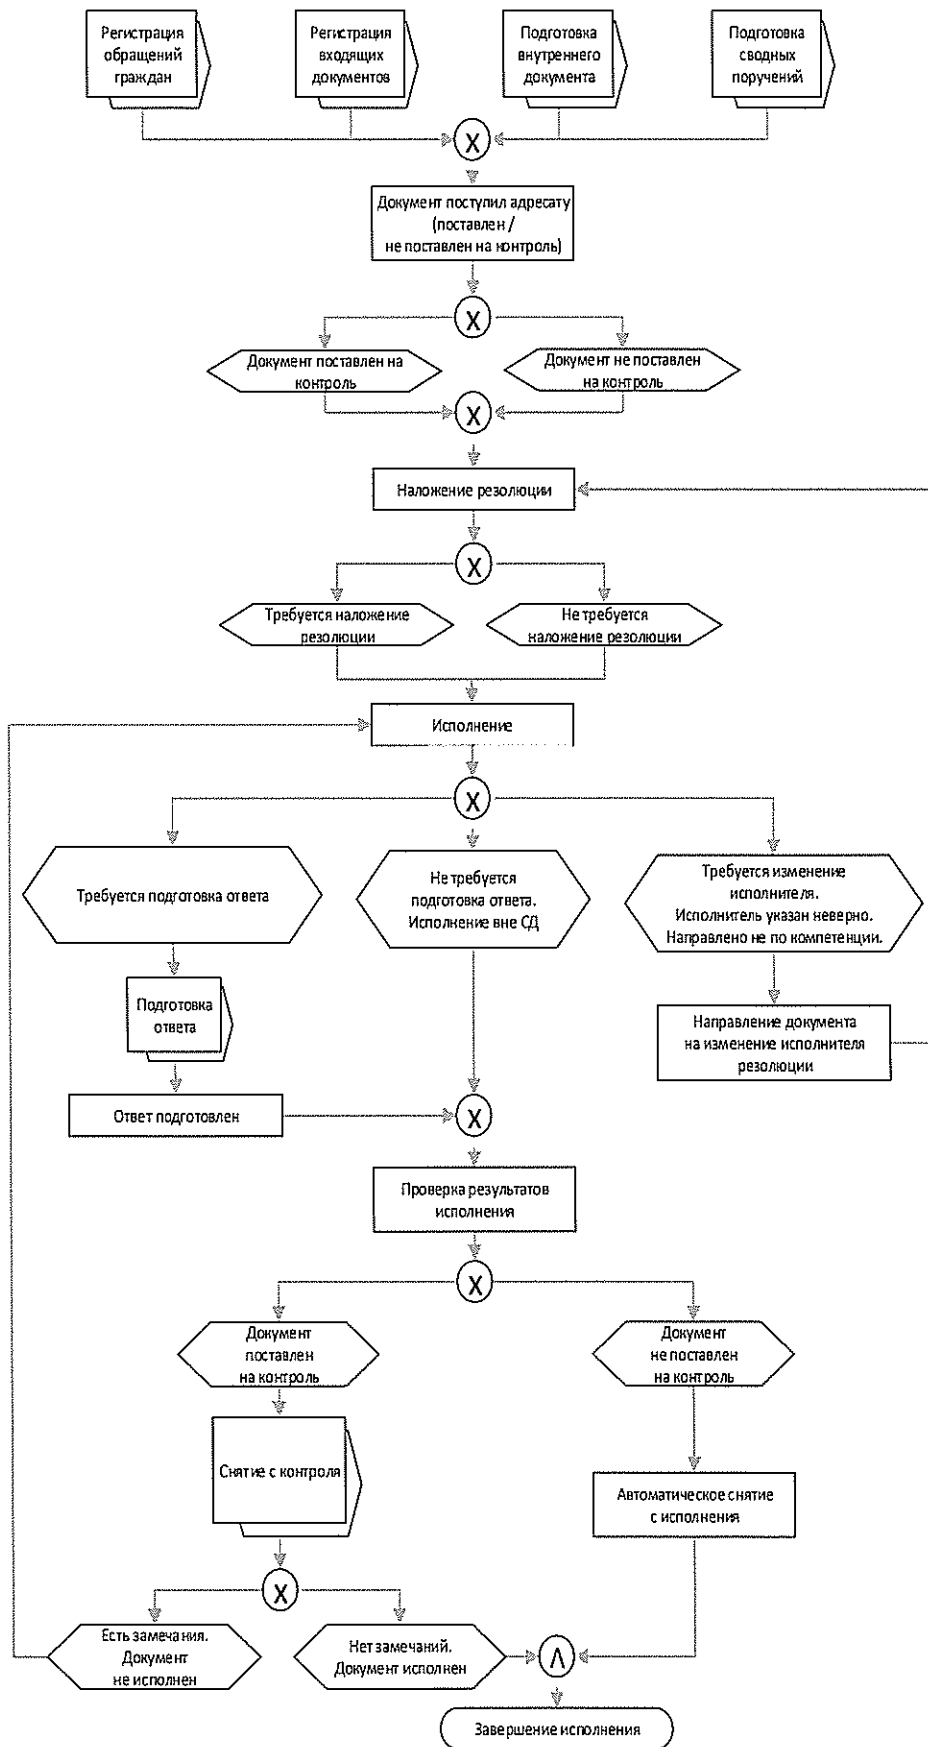 Регистрация
обращений
граждан
Регистрация
входящих
документов
Подготовка
внутреннего
документа
Подготовка
сводных
поручений
X
Документ поступил адресату
(поставлен /
не поставлен на контроль)
X
Документ поставлен на
контроль
Документ не поставлен
на контроль
X
Наложение резолюции
X
Требуется наложение
резолюции
Не требуется
наложение резолюции
Исполнение
X
Требуется подготовка ответа
Не требуется
подготовка ответа.
Исполнение вне СД
Требуется изменение
исполнителя.
Исполнитель указан неверно.
Направлено не по компетенции.
Подготовка
ответа
Направление документа
на изменение исполнителя
резолюции
Ответ подготовлен
X
Проверка результатов
исполнения
X
Документ
поставлен
на контроль
Документ
не поставлен
на контроль
Снятие с контроля
Автоматическое снятие
с исполнения
X
Есть замечания.
Документ
не исполнен
Нет замечаний.
Документ исполнен
Λ
Завершение исполнения